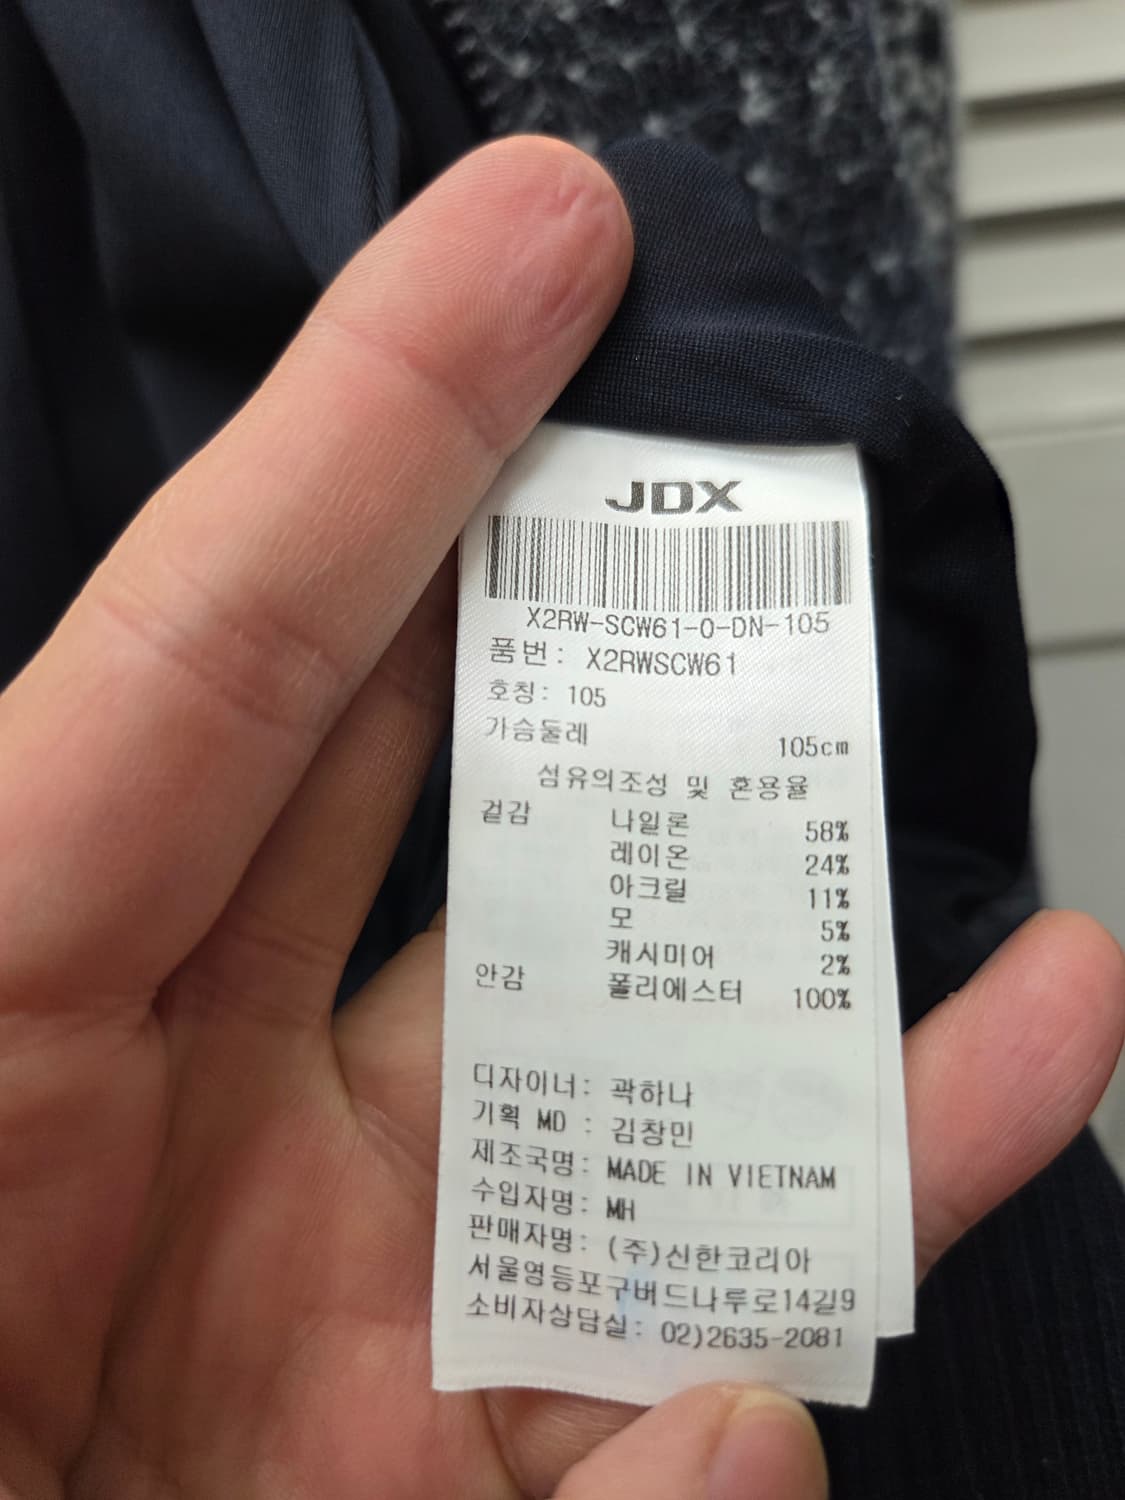 JDX
X2RW-SCW61-0-DN-105
품번: X2RWSCW61
호칭: 105
가슴둘레 105cm
섬유의조성 및 혼용율
겉감 나일론 58%
레이온 24%
아크릴 11%
모 5%
캐시미어 2%
안감 폴리에스터 100%
디자이너: 곽하나
기획 MD : 김창민
제조국명: MADE IN VIETNAM
수입자명: MH
판매자명: (주)신한코리아
서울영등포구버드나루로14길9
소비자상담실: 02)2635-2081